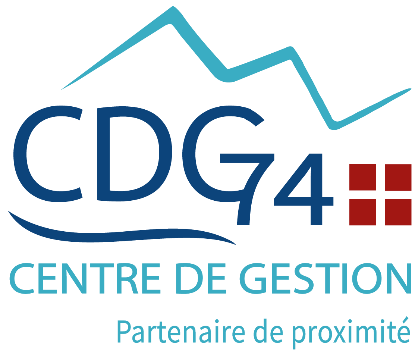 CDG74
CENTRE DE GESTION
Partenaire de proximité